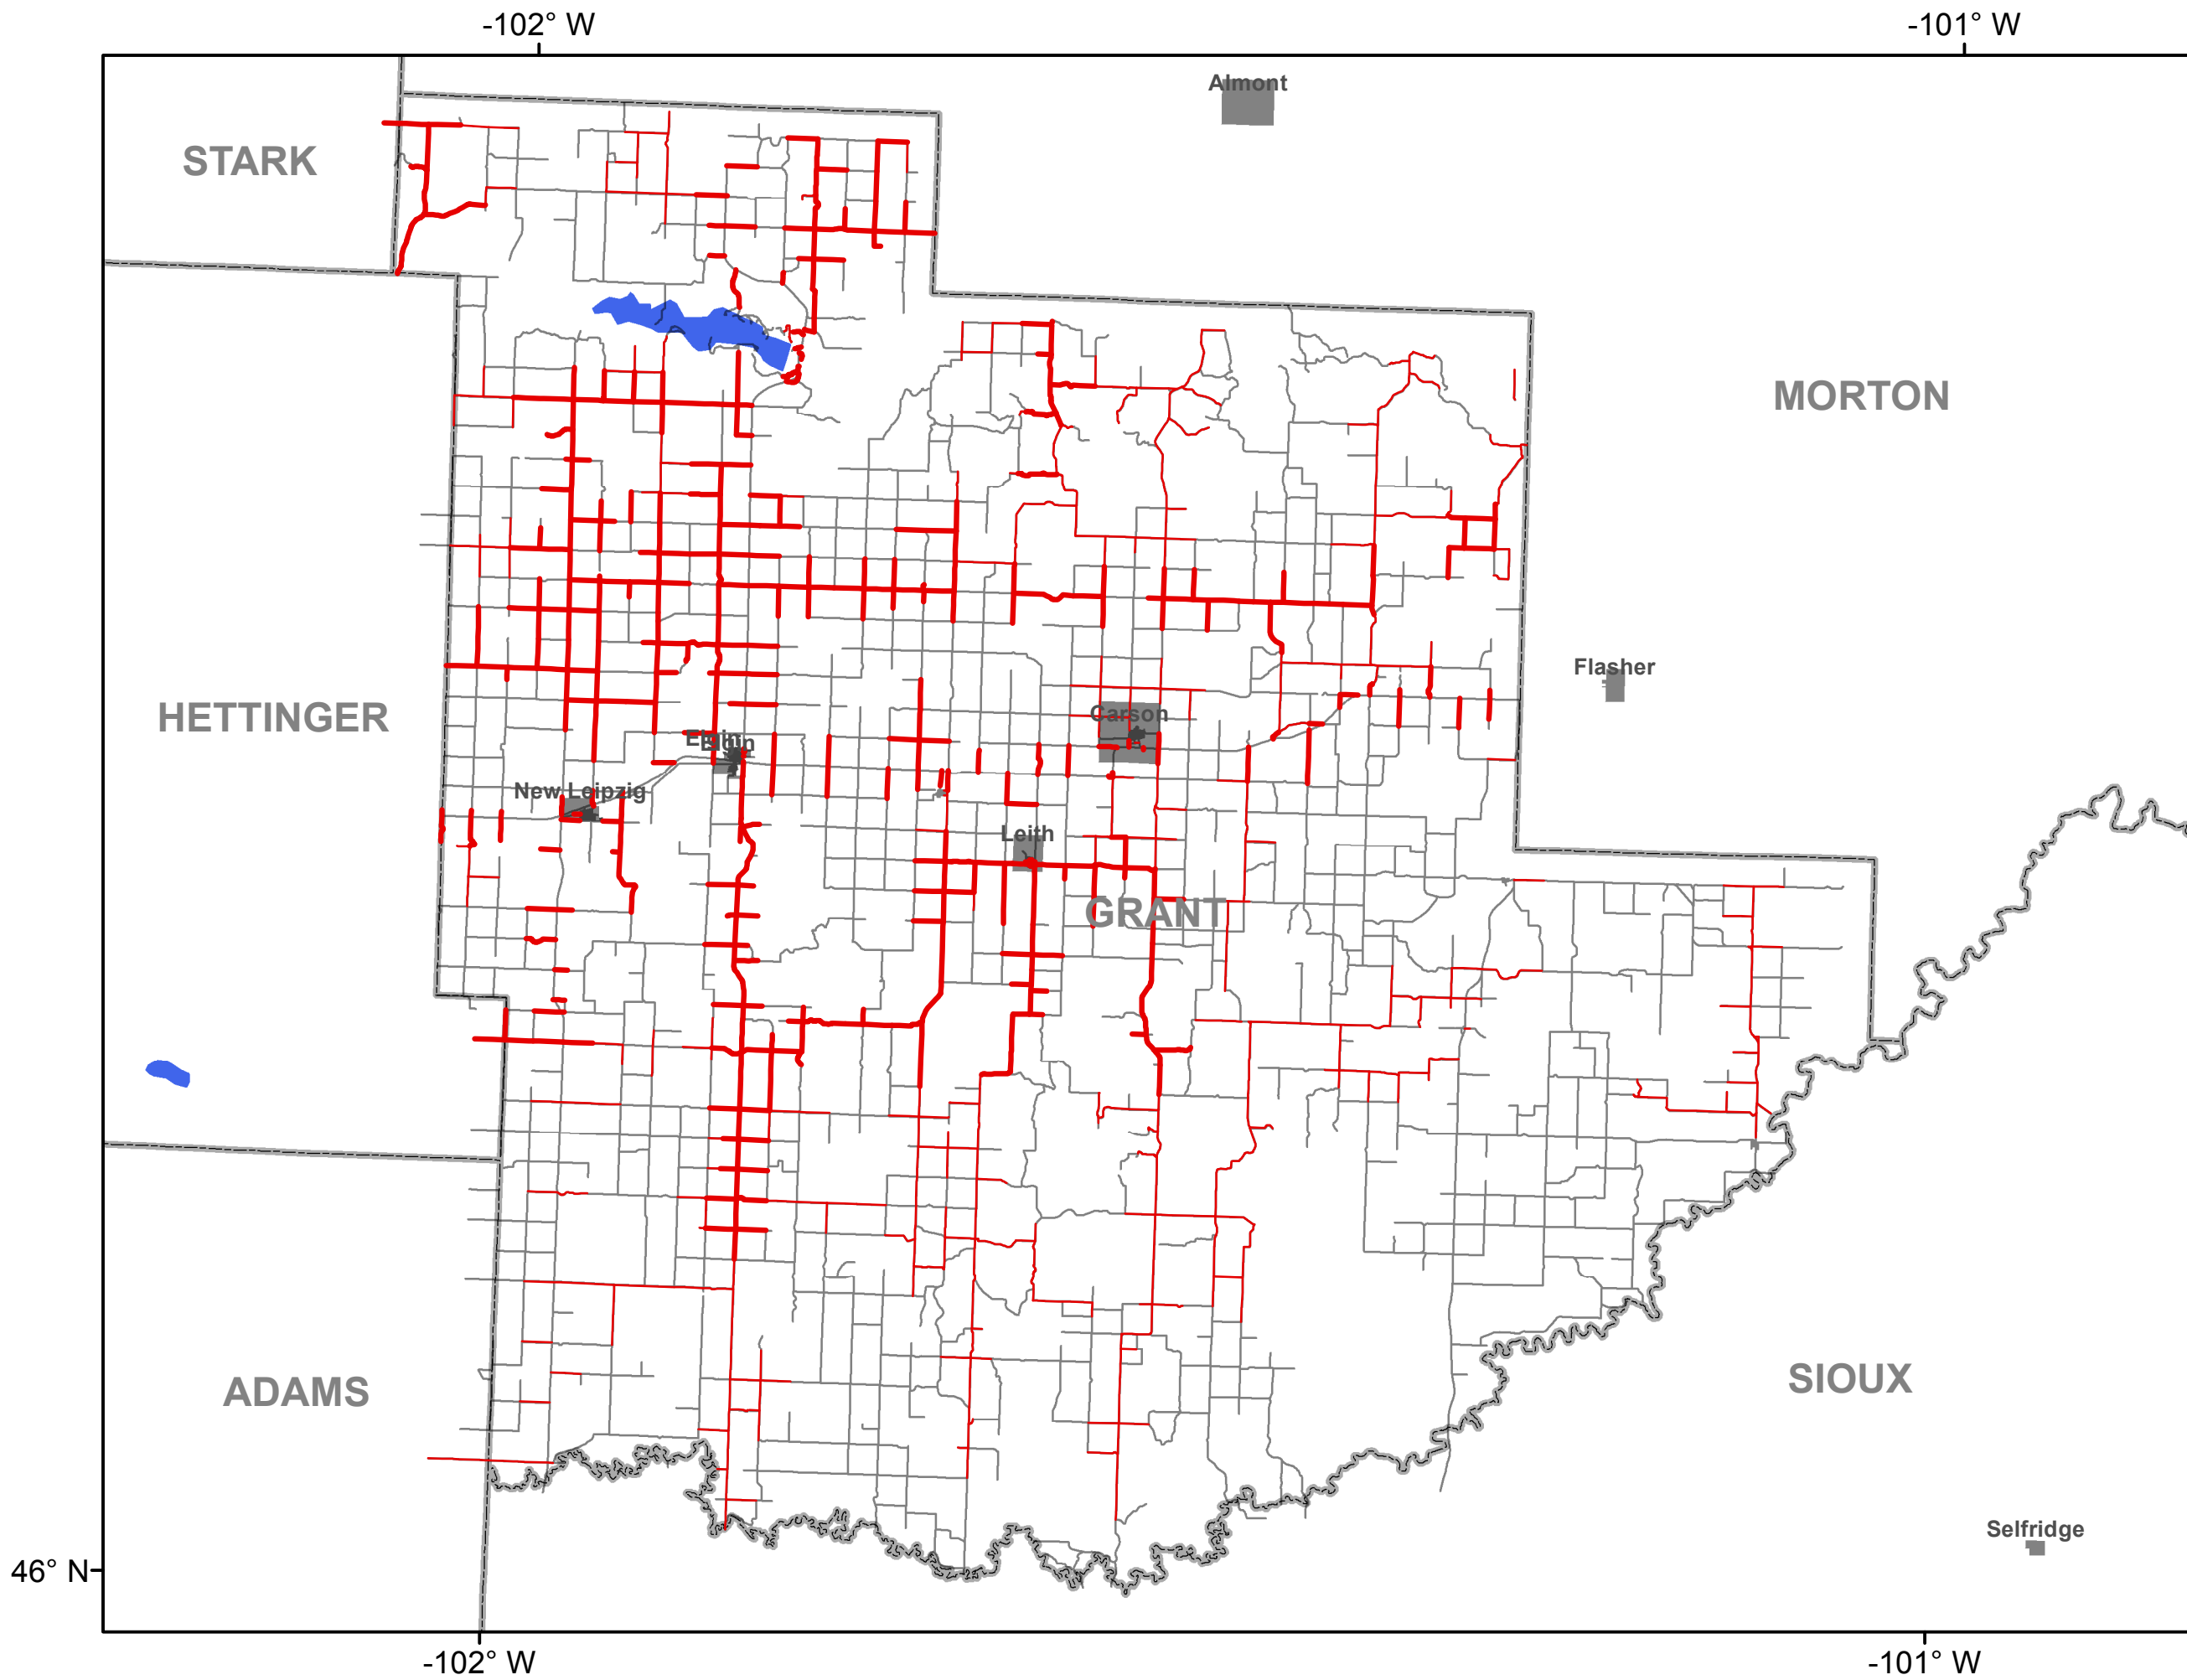 -102° W
-101° W
Almont
STARK
MORTON
Flasher
HETTINGER
Carson
Elgin
Elgin
New Leipzig
Leith
GRANT
ADAMS
SIOUX
Selfridge
46° N
-102° W
-101° W